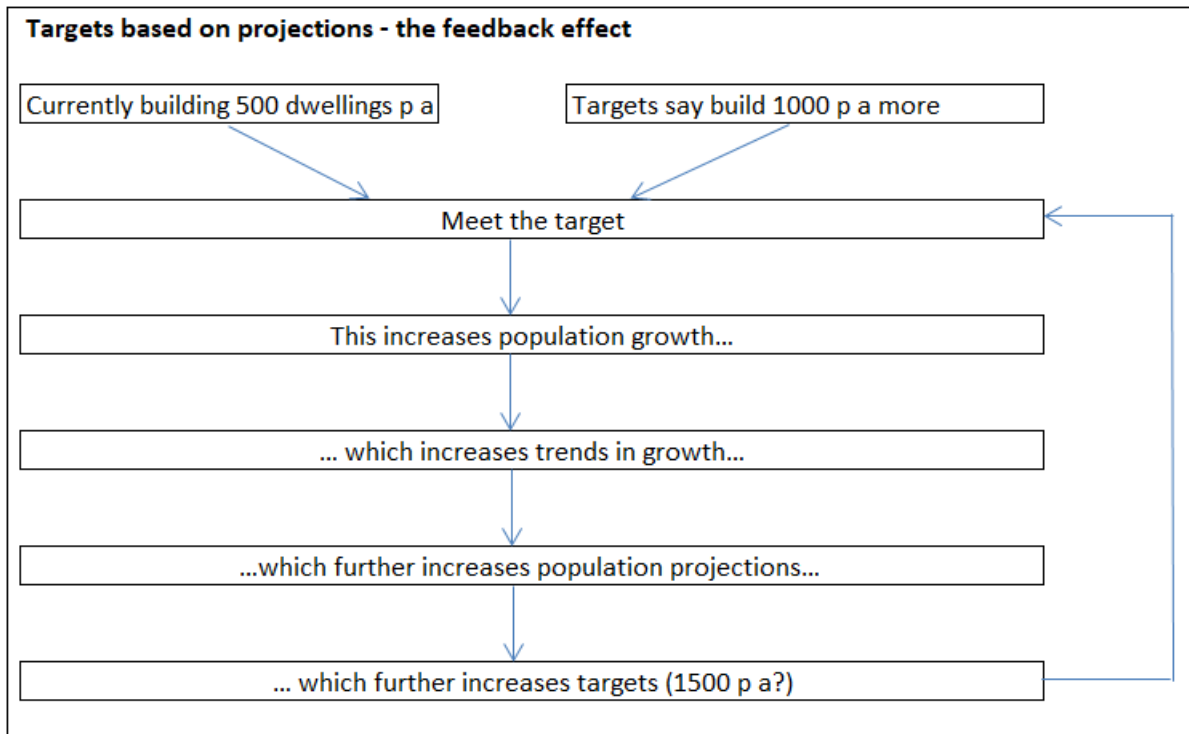 Targets based on projections - the feedback effect
Currently building 500 dwellings p a
Targets say build 1000 p a more
Meet the target
This increases population growth...
... which increases trends in growth...
...which further increases population projections...
... which further increases targets (1500 p a?)